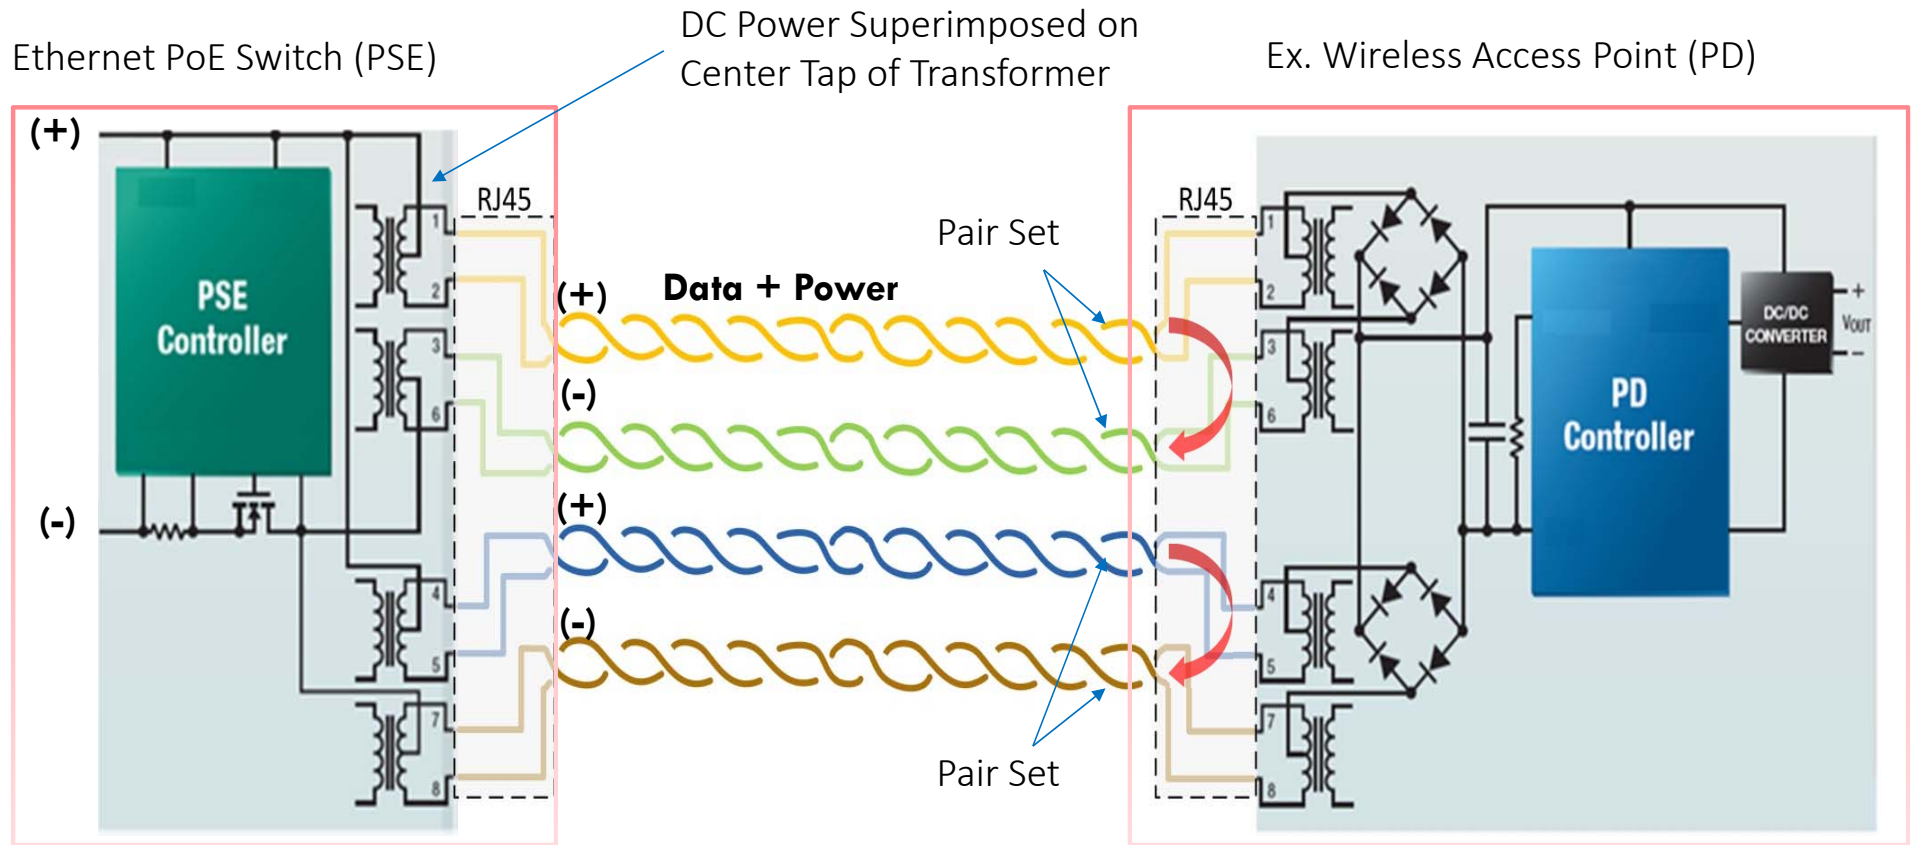 DC Power Superimposed on
Center Tap of Transformer
Ethernet PoE Switch (PSE)
Ex. Wireless Access Point (PD)
(+)
(-)
PSE
Controller
RJ45
1
2
3
6
4
5
7
8
Data + Power
(+)
(-)
(+)
(-)
Pair Set
Pair Set
RJ45
1
2
3
6
4
5
7
8
PD
Controller
DC/DC
CONVERTER
+
VOUT
−